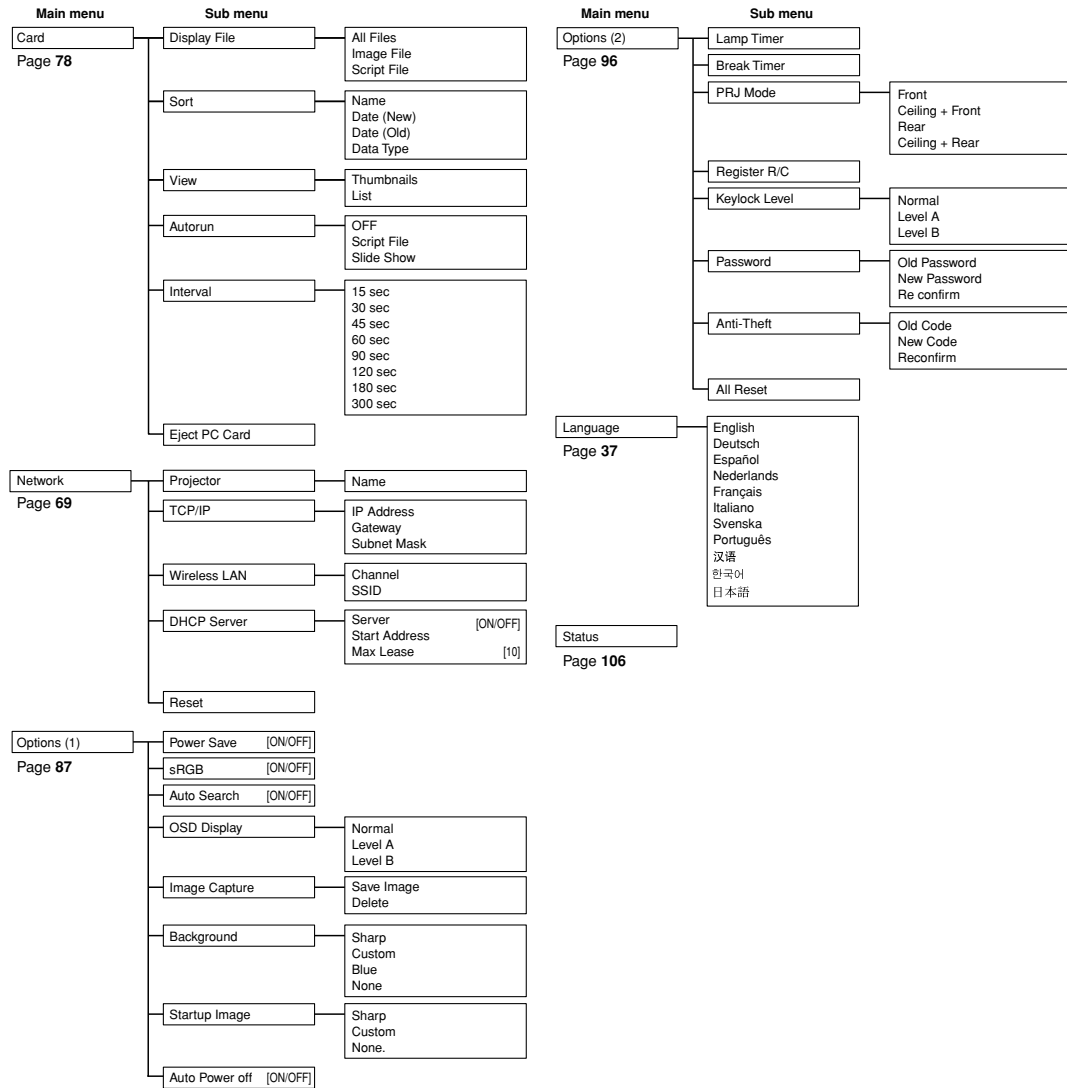 Main menu
Sub menu
Card
Page 78
Display File
All Files
Image File
Script File
Sort
Name
Date (New)
Date (Old)
Data Type
View
Thumbnails
List
Autorun
OFF
Script File
Slide Show
Interval
15 sec
30 sec
45 sec
60 sec
90 sec
120 sec
180 sec
300 sec
Eject PC Card
Network
Page 69
Projector
Name
TCP/IP
IP Address
Gateway
Subnet Mask
Wireless LAN
Channel
SSID
DHCP Server
Server [ON/OFF]
Start Address
Max Lease [10]
Reset
Options (1)
Page 87
Power Save [ON/OFF]
sRGB [ON/OFF]
Auto Search [ON/OFF]
OSD Display
Normal
Level A
Level B
Image Capture
Save Image
Delete
Background
Sharp
Custom
Blue
None
Startup Image
Sharp
Custom
None.
Auto Power off [ON/OFF]
Main menu
Sub menu
Options (2)
Page 96
Lamp Timer
Break Timer
PRJ Mode
Front
Ceiling + Front
Rear
Ceiling + Rear
Register R/C
Keylock Level
Normal
Level A
Level B
Password
Old Password
New Password
Re confirm
Anti-Theft
Old Code
New Code
Reconfirm
All Reset
Language
Page 37
English
Deutsch
Español
Nederlands
Français
Italiano
Svenska
Português
汉语
한국어
日本語
Status
Page 106